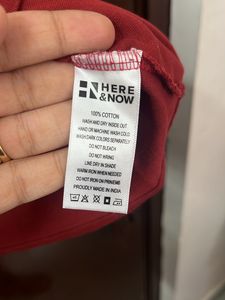 HERE
&NOW
100% COTTON
WASH AND DRY INSIDE OUT
HAND OR MACHINE WASH COLD
WASH DARK COLORS SEPARATELY
DO NOT BLEACH
DO NOT WRING
LINE DRY IN SHADE
WARM IRON WHEN NEEDED
DO NOT IRON ON PRINT/EMB
PROUDLY MADE IN INDIA